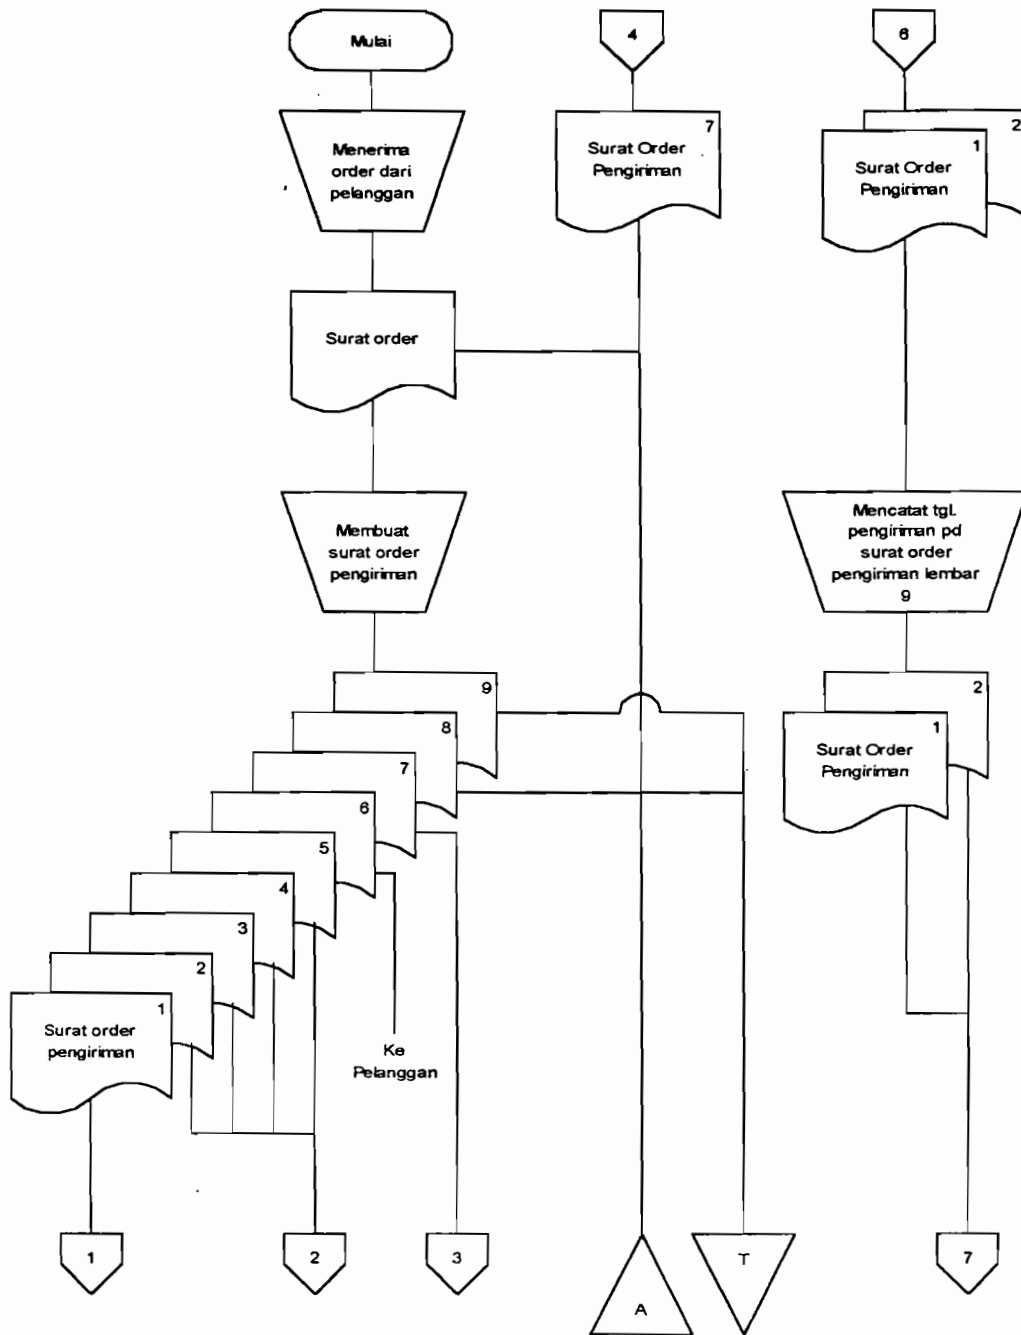 Mulai
4
6
Menerima
order dari
pelanggan
7
Surat Order
Pengiriman
2
1
Surat Order
Pengiriman
Surat order
Membuat
surat order
pengiriman
Mencatat tgl.
pengiriman pd
surat order
pengiriman lembar
9
9
8
7
6
5
4
3
2
1
Surat order
pengiriman
2
1
Surat Order
Pengiriman
Ke
Pelanggan
1
2
3
A
T
7